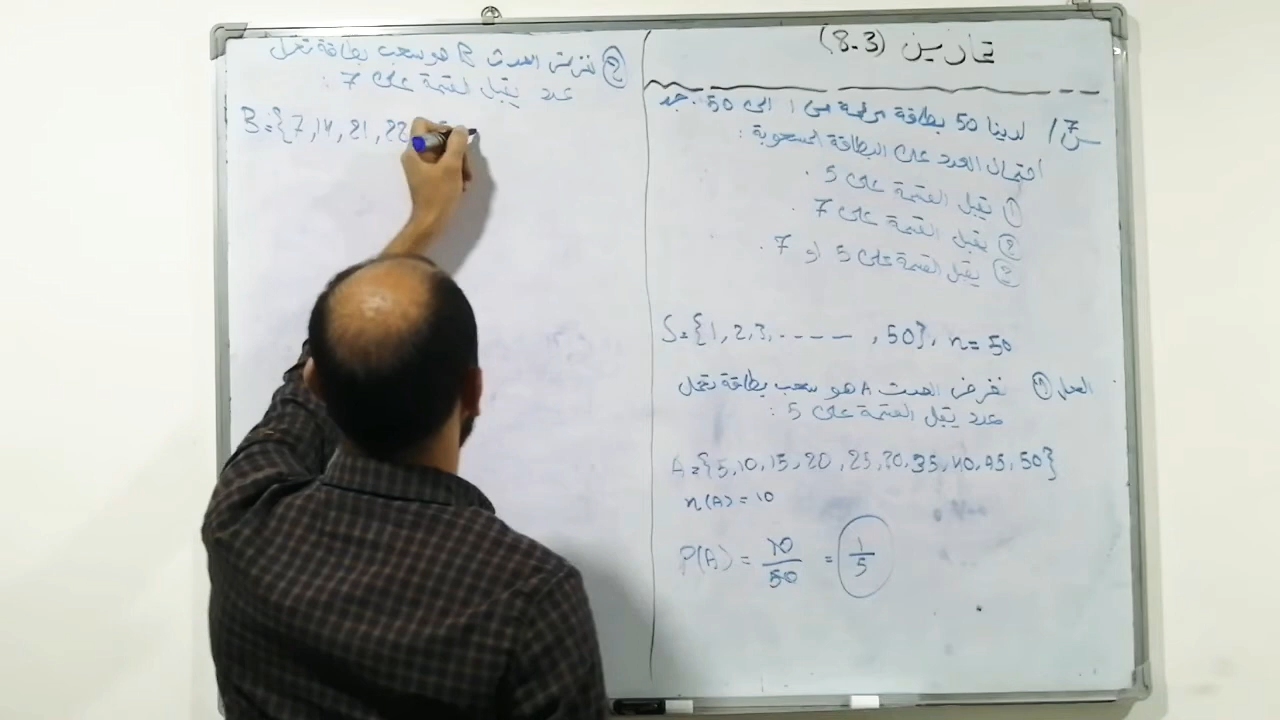 تمارين (8-3)
س7/ لدينا 50 بطاقة مرقمة من 1 الى 50. جد
احتمال العدد على البطاقة المسحوبة :
① يقبل القسمة على 5 .
② يقبل القسمة على 7 .
③ يقبل القسمة على 5 او 7 .
S={1,2,3,-----,50}, n=50
الحل ① نفرض الحدث A هو سحب بطاقة تحمل
عدد يقبل القسمة على 5 :
A={5,10,15,20,25,30,35,40,45,50}
n(A)=10
P(A) = 10/50 = 1/5
② نفرض الحدث B هو سحب بطاقة تحمل
عدد يقبل القسمة على 7 :
B={7,14,21,28